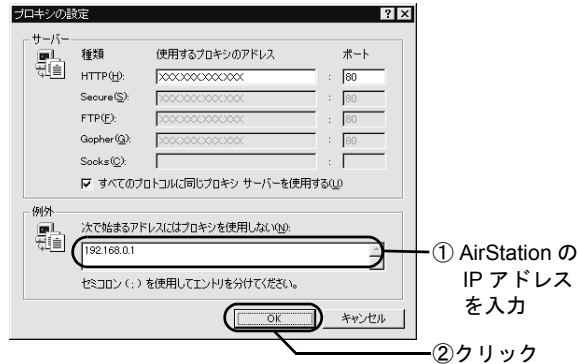 プロキシの設定
サーバー
種類 使用するプロキシのアドレス ポート
HTTP(H): XXX.XXX.XXX.XXX : 80
Secure(S): XXX.XXX.XXX.XXX : 80
FTP(F): XXX.XXX.XXX.XXX : 80
Gopher(G): XXX.XXX.XXX.XXX : 80
Socks(C): :
すべてのプロトコルに同じプロキシ サーバーを使用する(U)
例外
次で始まるアドレスにはプロキシを使用しない(N):
192.168.0.1
セミコロン ( ; ) を使用してエントリを分けてください。
OK キャンセル
① AirStation の
IP アドレス
を入力
②クリック